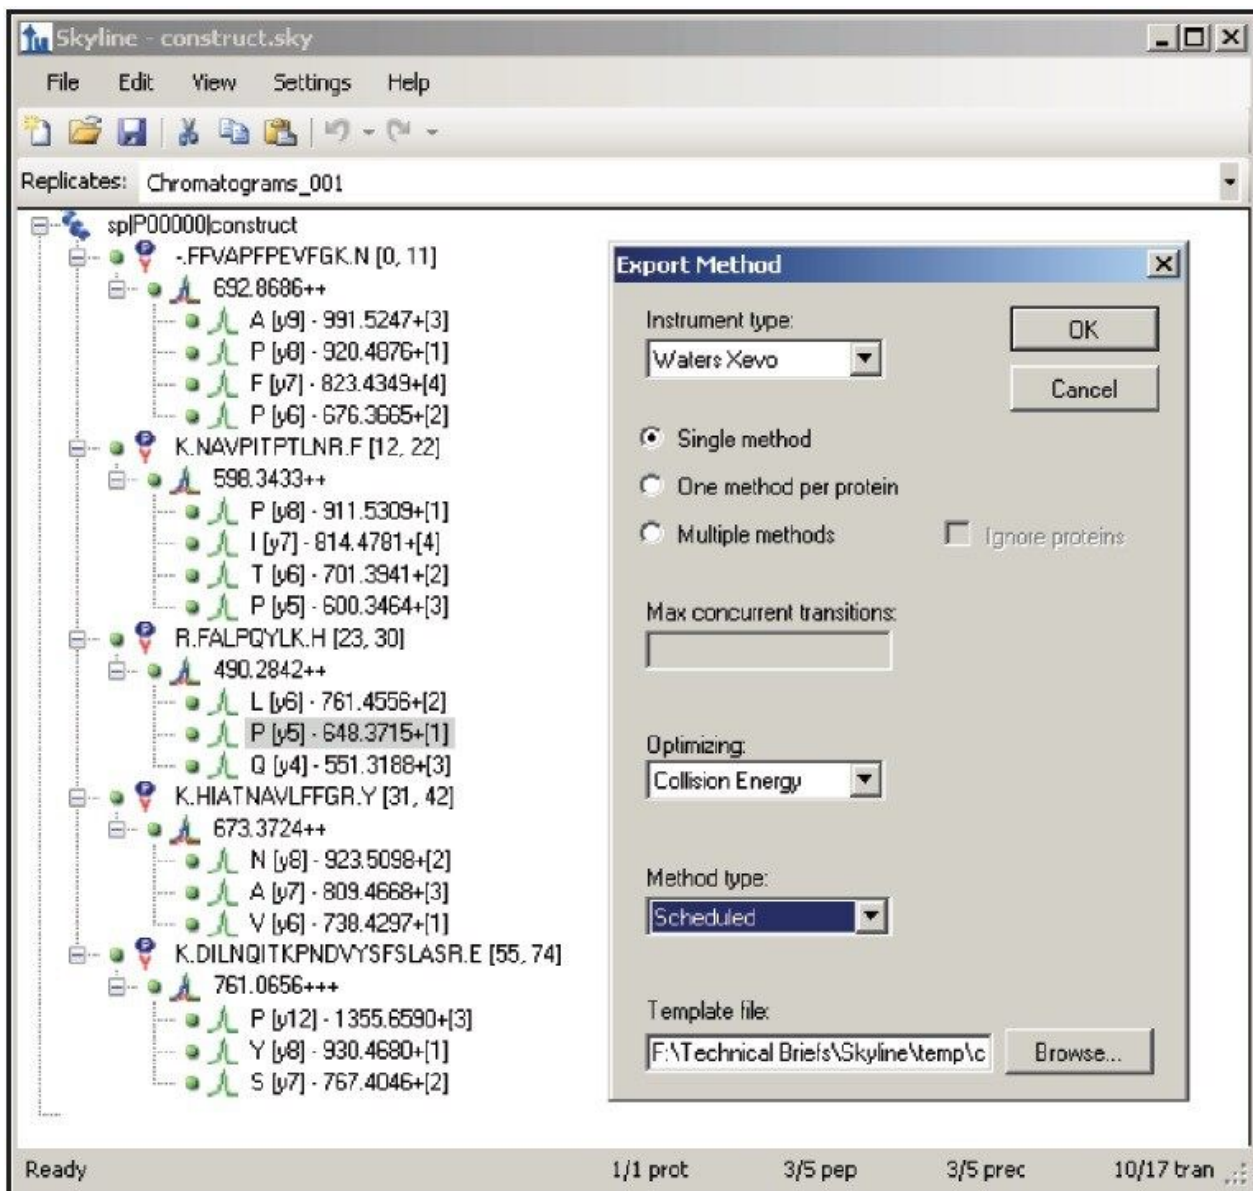 Skyline - construct.sky
File Edit View Settings Help
Replicates: Chromatograms_001
sp|P00000|construct
-.FFVAPFPEVFGK.N [0, 11]
692.8686++
A [y9] - 991.5247+[3]
P [y8] - 920.4876+[1]
F [y7] - 823.4349+[4]
P [y6] - 676.3665+[2]
K.NAVPITPTLNR.F [12, 22]
598.3433++
P [y8] - 911.5309+[1]
I [y7] - 814.4781+[4]
T [y6] - 701.3941+[2]
P [y5] - 600.3464+[3]
R.FALPQYLK.H [23, 30]
490.2842++
L [y6] - 761.4556+[2]
P [y5] - 648.3715+[1]
Q [y4] - 551.3188+[3]
K.HIATNAVLFFGR.Y [31, 42]
673.3724++
N [y8] - 923.5098+[2]
A [y7] - 809.4668+[3]
V [y6] - 738.4297+[1]
K.DILNQITKPNDVYSFSLASR.E [55, 74]
761.0656+++
P [y12] - 1355.6590+[3]
Y [y8] - 930.4680+[1]
S [y7] - 767.4046+[2]
Export Method
Instrument type:
Waters Xevo
OK
Cancel
Single method
One method per protein
Multiple methods
Ignore proteins
Max concurrent transitions:
Optimizing:
Collision Energy
Method type:
Scheduled
Template file:
F:\Technical Briefs\Skyline\temp\c
Browse...
Ready 1/1 prot 3/5 pep 3/5 prec 10/17 tran